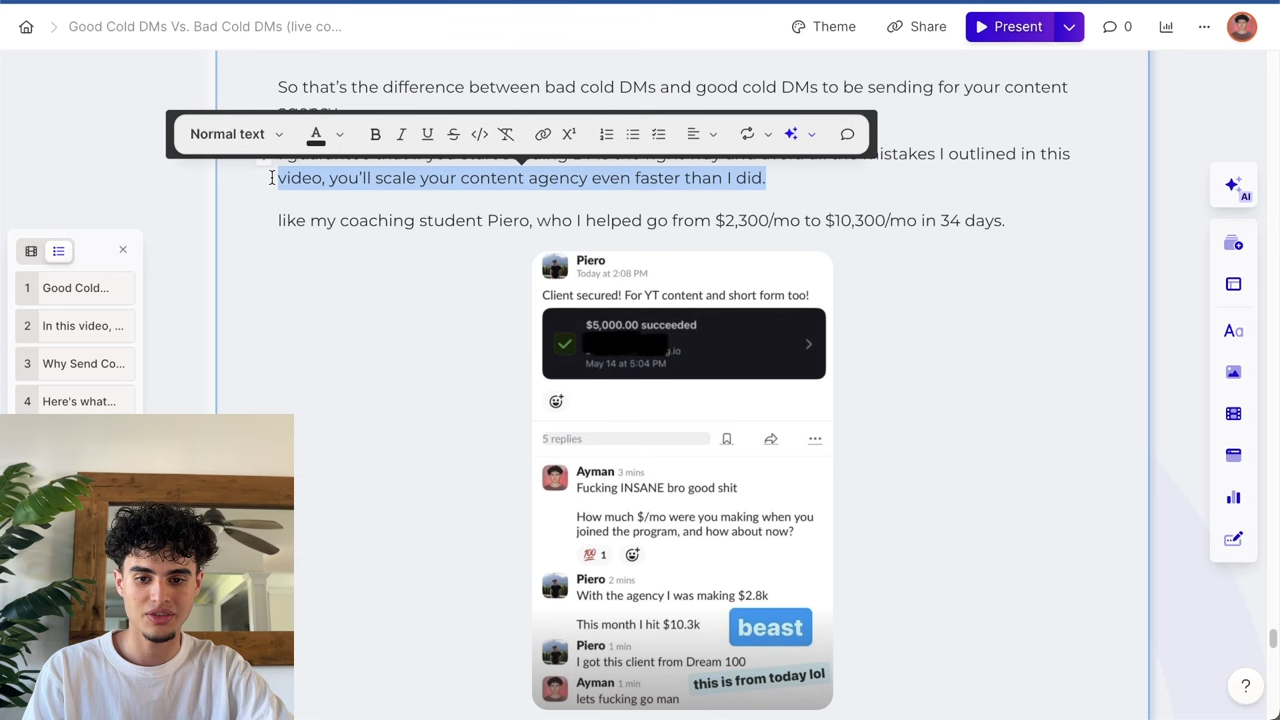 Good Cold DMs Vs. Bad Cold DMs (live co...
Theme
Share
Present
0
So that's the difference between bad cold DMs and good cold DMs to be sending for your content
agency
Normal text
A
B
I
U
S
mistakes I outlined in this
video, you'll scale your content agency even faster than I did.
like my coaching student Piero, who I helped go from $2,300/mo to $10,300/mo in 34 days.
1 Good Cold...
2 In this video, ...
3 Why Send Co...
4 Here's what...
Piero
Today at 2:08 PM
Client secured! For YT content and short form too!
$5,000.00 succeeded
g.io
May 14 at 5:04 PM
5 replies
Ayman 3 mins
Fucking INSANE bro good shit
How much $/mo were you making when you
joined the program, and how about now?
💯 1
Piero 2 mins
With the agency I was making $2.8k
This month I hit $10.3k
beast
Piero 1 min
I got this client from Dream 100
this is from today lol
Ayman 1 min
lets fucking go man
AI
Aa
?